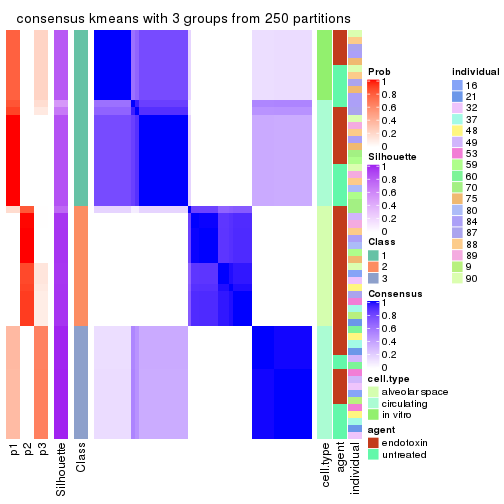 consensus kmeans with 3 groups from 250 partitions
Prob
1
0.8
0.6
0.4
0.2
0
Silhouette
1
0.8
0.6
0.4
0.2
0
Class
1
2
3
Consensus
1
0.8
0.6
0.4
0.2
0
cell.type
alveolar space
circulating
in vitro
agent
endotoxin
untreated
Individual
16
21
32
37
48
49
53
59
60
70
75
80
84
87
88
89
9
90
p1
p2
p3
Silhouette
Class
cell.type
agent
individual